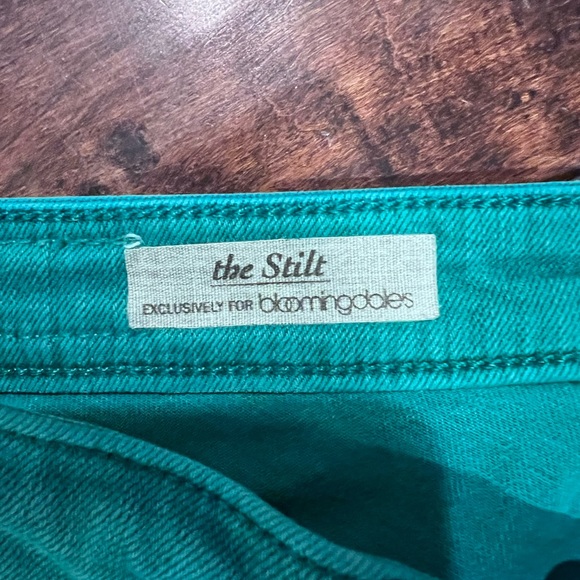 the Stilt
EXCLUSIVELY FOR bloomingdales